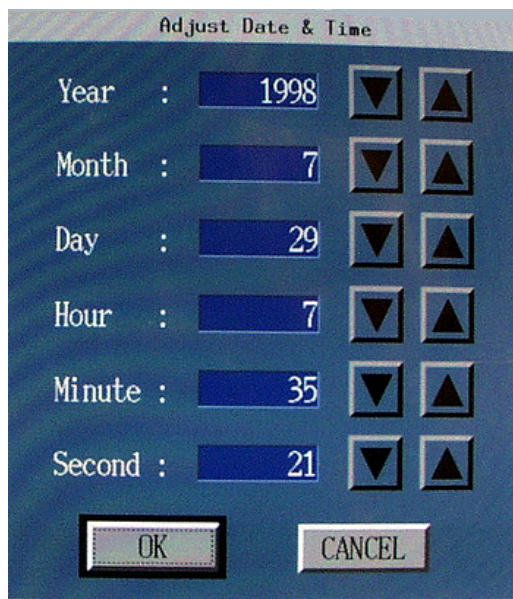 Adjust Date & Time
Year : 1998
Month : 7
Day : 29
Hour : 7
Minute : 35
Second : 21
OK CANCEL